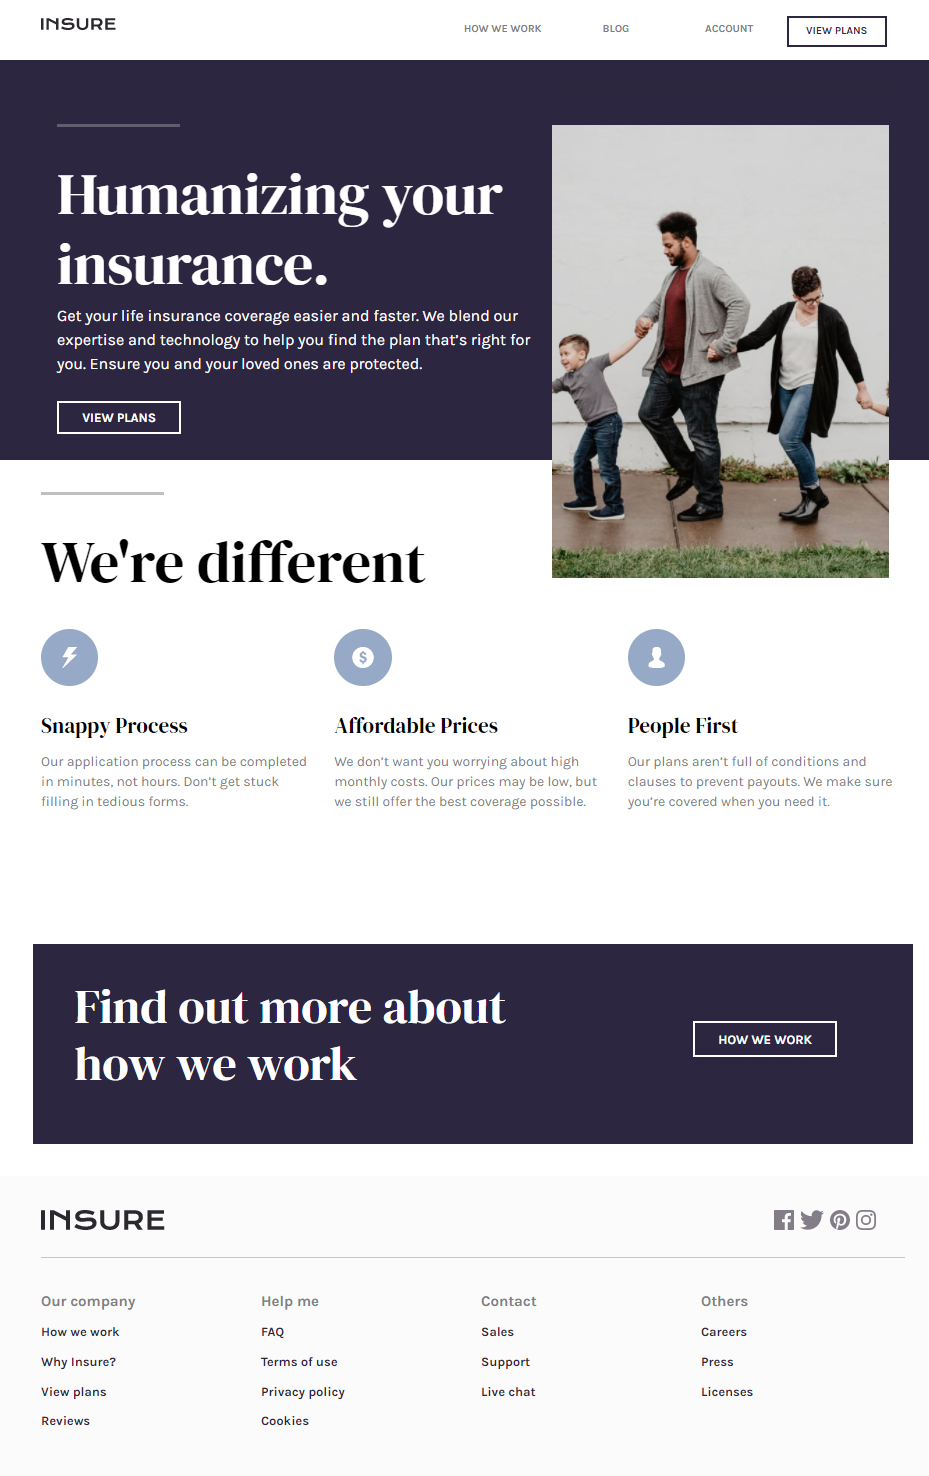 INSURE
HOW WE WORK
BLOG
ACCOUNT
VIEW PLANS
Humanizing your
insurance.
Get your life insurance coverage easier and faster. We blend our
expertise and technology to help you find the plan that’s right for
you. Ensure you and your loved ones are protected.
VIEW PLANS
We're different
Snappy Process
Our application process can be completed
in minutes, not hours. Don’t get stuck
filling in tedious forms.
$
Affordable Prices
We don’t want you worrying about high
monthly costs. Our prices may be low, but
we still offer the best coverage possible.
People First
Our plans aren’t full of conditions and
clauses to prevent payouts. We make sure
you’re covered when you need it.
Find out more about
how we work
HOW WE WORK
INSURE
Our company
How we work
Why Insure?
View plans
Reviews
Help me
FAQ
Terms of use
Privacy policy
Cookies
Contact
Sales
Support
Live chat
Others
Careers
Press
Licenses